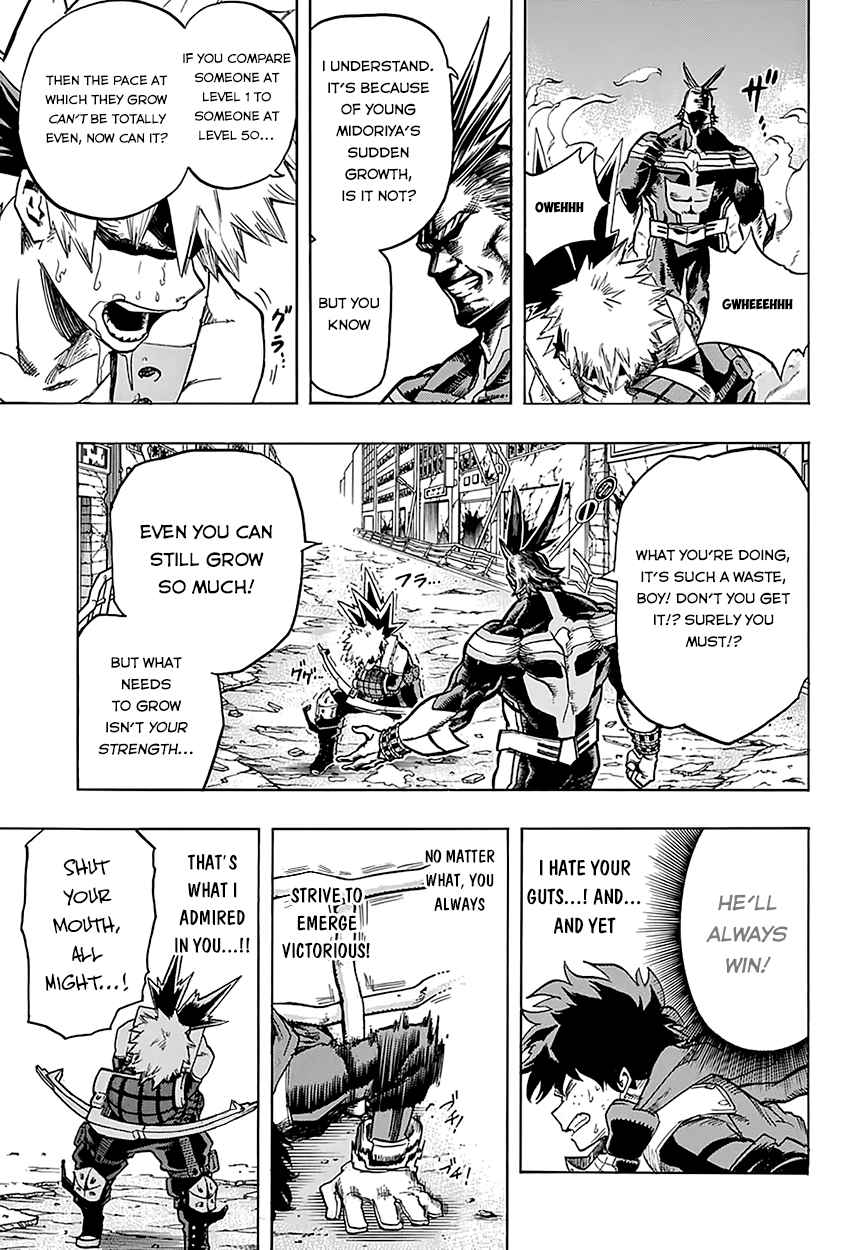 OWEHHH
GWHEEEHHH
ザッ…
I UNDERSTAND.
IT'S BECAUSE
OF YOUNG
MIDORIYA'S
SUDDEN
GROWTH,
IS IT NOT?
BUT YOU
KNOW
IF YOU COMPARE
SOMEONE AT
LEVEL 1 TO
SOMEONE AT
LEVEL 50...
THEN THE PACE AT
WHICH THEY GROW
CAN'T BE TOTALLY
EVEN, NOW CAN IT?
グラ…
WHAT YOU'RE DOING,
IT'S SUCH A WASTE,
BOY! DON'T YOU GET
IT!? SURELY YOU
MUST!?
フラ…
ググ…
EVEN YOU CAN
STILL GROW
SO MUCH!
BUT WHAT
NEEDS
TO GROW
ISN'T YOUR
STRENGTH...
HE'LL
ALWAYS
WIN!
I HATE YOUR
GUTS...! AND...
AND YET
NO MATTER
WHAT, YOU
ALWAYS
STRIVE TO
EMERGE
VICTORIOUS!
THAT'S
WHAT I
ADMIRED
IN YOU...!!
SHUT
YOUR
MOUTH,
ALL
MIGHT...!